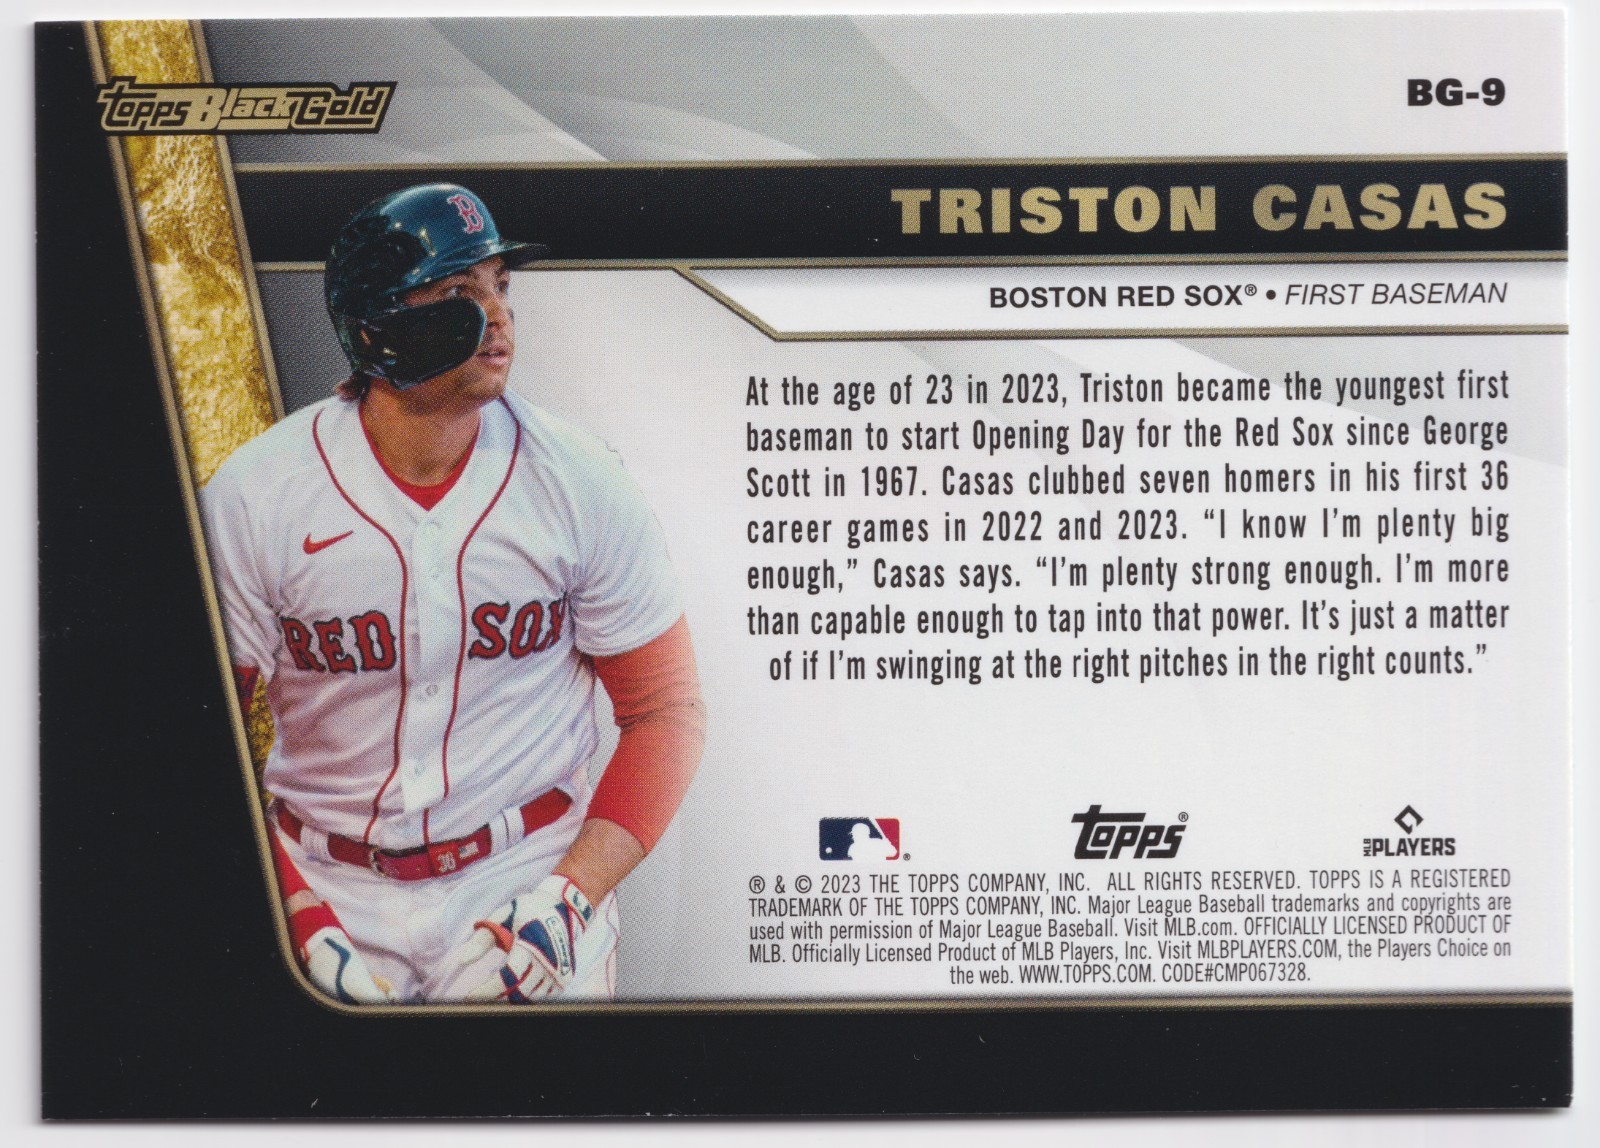 Topps Black Gold
BG-9
TRISTON CASAS
BOSTON RED SOX® • FIRST BASEMAN
B
At the age of 23 in 2023, Triston became the youngest first
baseman to start Opening Day for the Red Sox since George
Scott in 1967. Casas clubbed seven homers in his first 36
career games in 2022 and 2023. “I know I’m plenty big
enough,” Casas says. “I’m plenty strong enough. I’m more
than capable enough to tap into that power. It’s just a matter
of if I’m swinging at the right pitches in the right counts.”
RED SOX
36
®
Topps®
MLB PLAYERS
® & © 2023 THE TOPPS COMPANY, INC. ALL RIGHTS RESERVED. TOPPS IS A REGISTERED
TRADEMARK OF THE TOPPS COMPANY, INC. Major League Baseball trademarks and copyrights are
used with permission of Major League Baseball. Visit MLB.com. OFFICIALLY LICENSED PRODUCT OF
MLB. Officially Licensed Product of MLB Players, Inc. Visit MLBPLAYERS.COM, the Players Choice on
the web. WWW.TOPPS.COM. CODE#CMP067328.